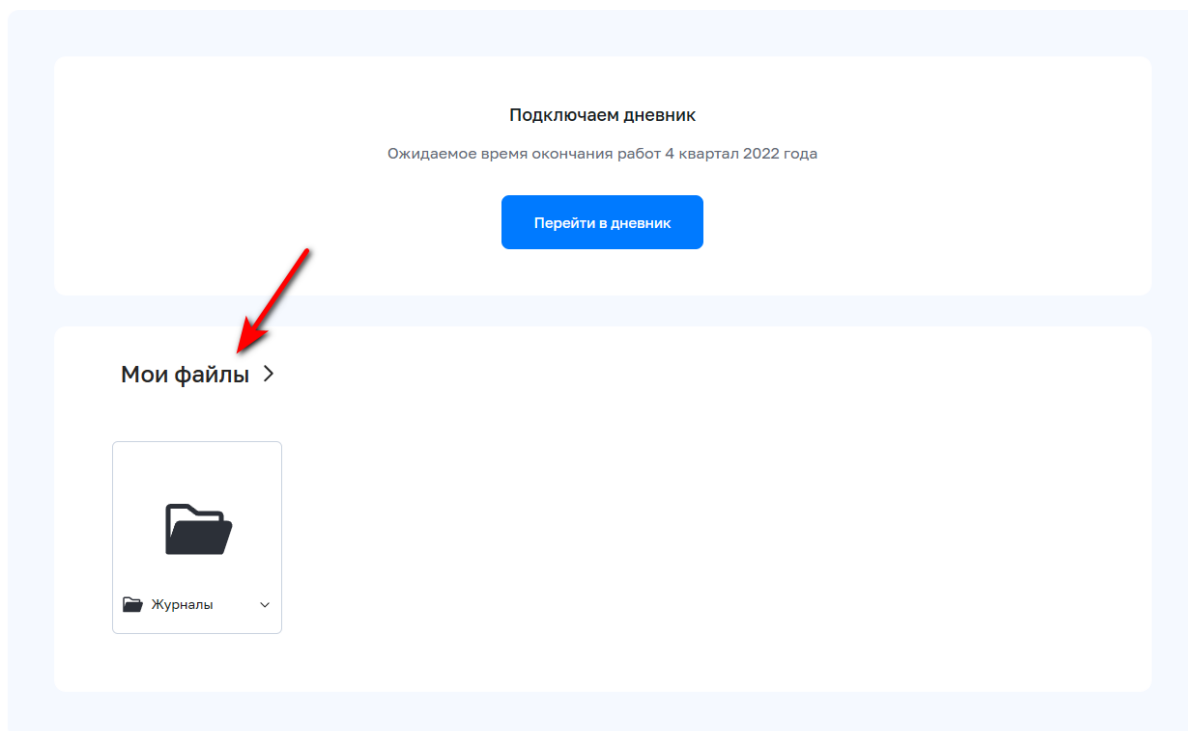 Подключаем дневник
Ожидаемое время окончания работ 4 квартал 2022 года
Перейти в дневник
Мои файлы
Журналы